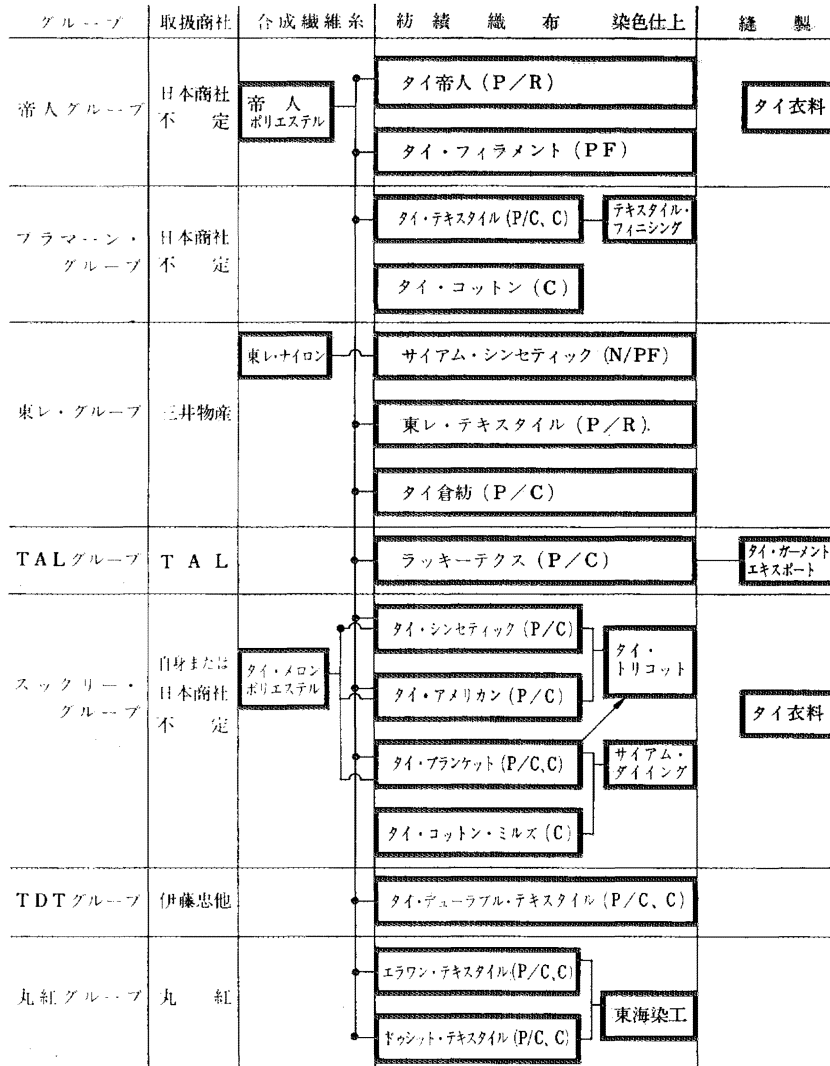 グループ 取扱商社 合成繊維糸 紡績 織布 染色仕上 縫製
帝人グループ
日本商社
不定
帝人
ポリエステル
タイ帝人(P/R)
タイ・フィラメント(PF)
タイ衣料
プラマーン・
グループ
日本商社
不定
タイ・テキスタイル(P/C、C)
テキスタイル・
フィニシング
タイ・コットン(C)
東レ・グループ
三井物産
東レ・ナイロン
サイアム・シンセティック(N/PF)
東レ・テキスタイル(P/R).
タイ倉紡(P/C)
TALグループ
TAL
ラッキーテクス(P/C)
タイ・ガーメント
エキスポート
スックリー・
グループ
自身または
日本商社
不定
タイ・メロン
ポリエステル
タイ・シンセティック(P/C)
タイ・アメリカン(P/C)
タイ・ブランケット(P/C,C)
タイ・コットン・ミルズ(C)
タイ・
トリコット
サイアム・
ダイイング
タイ衣料
TDTグループ
伊藤忠他
タイ・デューラブル・テキスタイル(P/C、C)
丸紅グループ
丸紅
エラワン・テキスタイル(P/C,C)
ドゥシット・テキスタイル(P/C、C)
東海染工